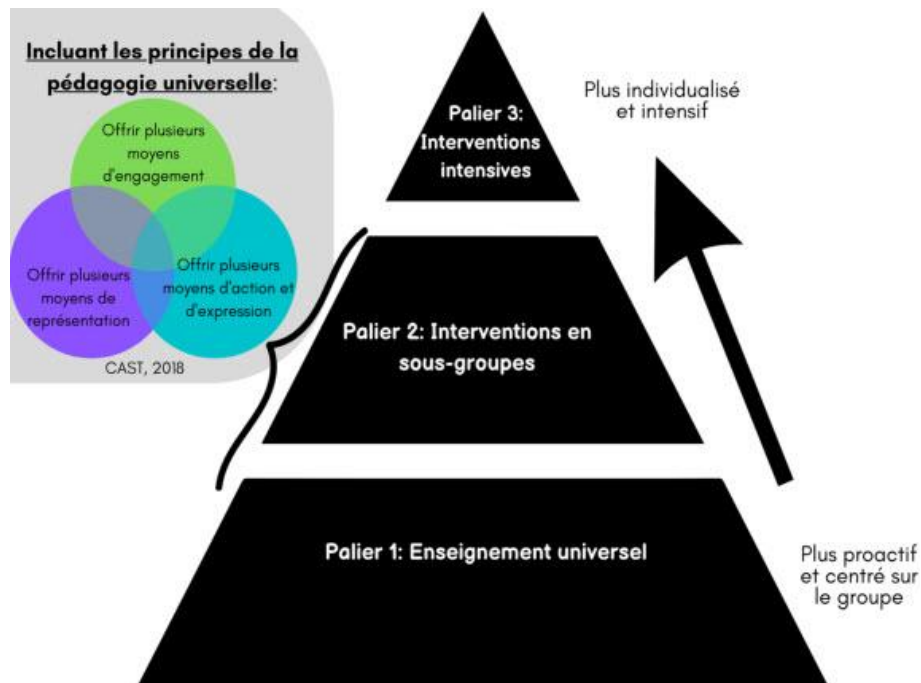 Incluant les principes de la
pédagogie universelle:
Offrir plusieurs
moyens
d'engagement
Offrir plusieurs
moyens de
représentation
Offrir plusieurs
moyens d'action et
d'expression
CAST, 2018
Palier 3:
Interventions
intensives
Plus individualisé
et intensif
Palier 2: Interventions en
sous-groupes
Palier 1: Enseignement universel
Plus proactif
et centré sur
le groupe